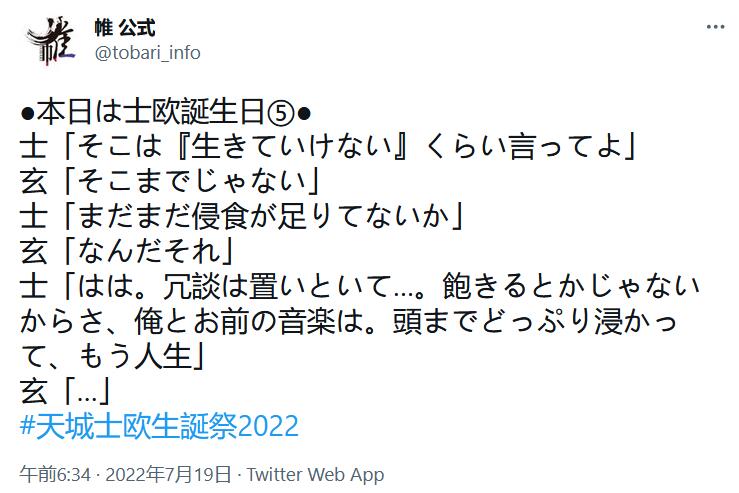 帷 公式
@tobari_info
●本日は士欧誕生日⑤●
士「そこは『生きていけない』くらい言ってよ」
玄「そこまでじゃない」
士「まだまだ侵食が足りてないか」
玄「なんだそれ」
士「はは。冗談は置いといて…。飽きるとかじゃない
からさ、俺とお前の音楽は。頭までどっぷり浸かっ
て、もう人生」
玄「…」
#天城士欧生誕祭2022
午前6:34 · 2022年7月19日 · Twitter Web App